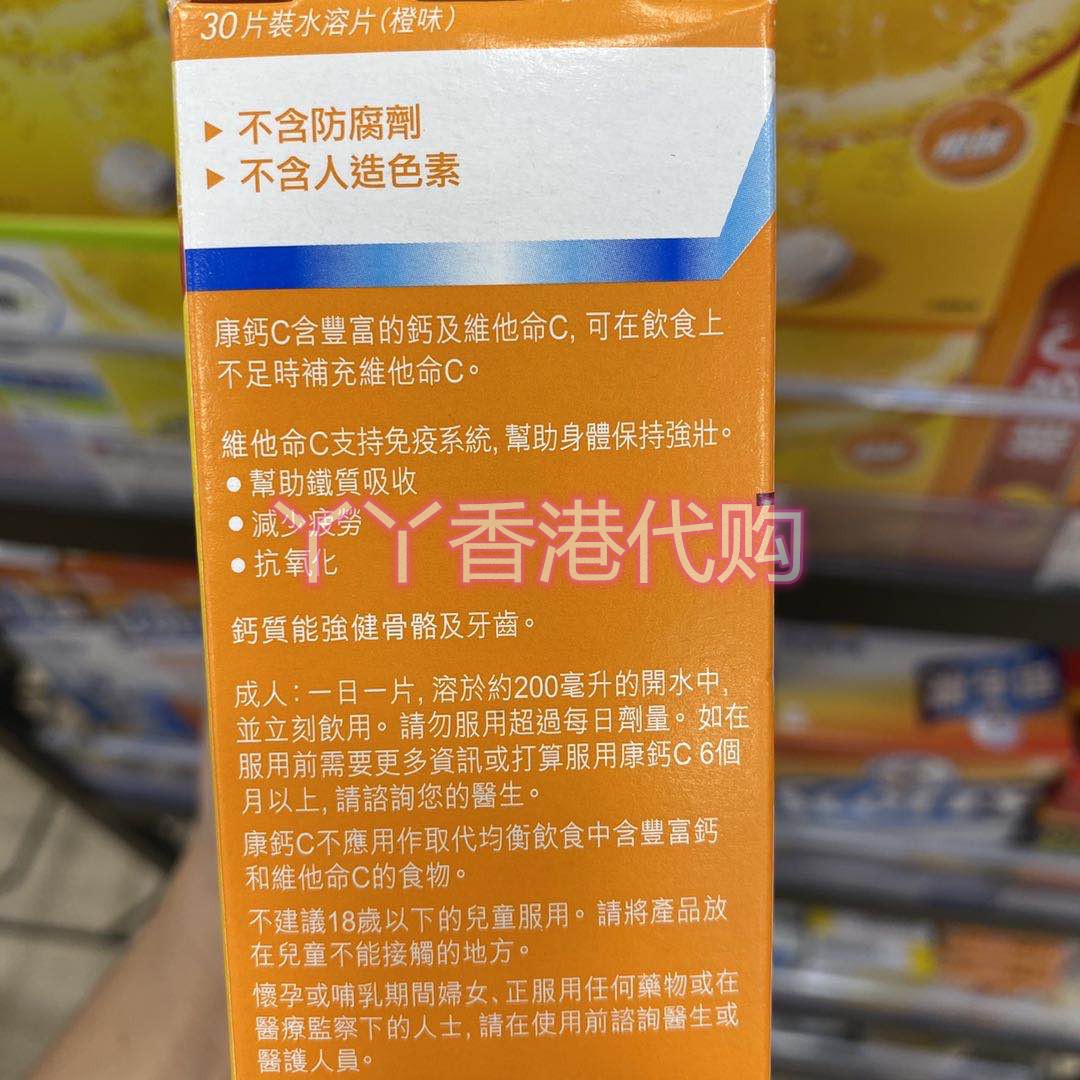 30片裝水溶片(橙味)
▶ 不含防腐劑
▶ 不含人造色素
康鈣C含豐富的鈣及維他命C, 可在飲食上
不足時補充維他命C。
維他命C支持免疫系統, 幫助身體保持強壯。
● 幫助鐵質吸收
● 減少疲勞
● 抗氧化
丫丫香港代购
鈣質能強健骨骼及牙齒。
成人: 一日一片, 溶於約200毫升的開水中,
並立刻飲用。請勿服用超過每日劑量。如在
服用前需要更多資訊或打算服用康鈣C 6個
月以上, 請諮詢您的醫生。
康鈣C不應用作取代均衡飲食中含豐富鈣
和維他命C的食物。
不建議18歲以下的兒童服用。請將產品放
在兒童不能接觸的地方。
懷孕或哺乳期間婦女、正服用任何藥物或在
醫療監察下的人士, 請在使用前諮詢醫生或
醫護人員。